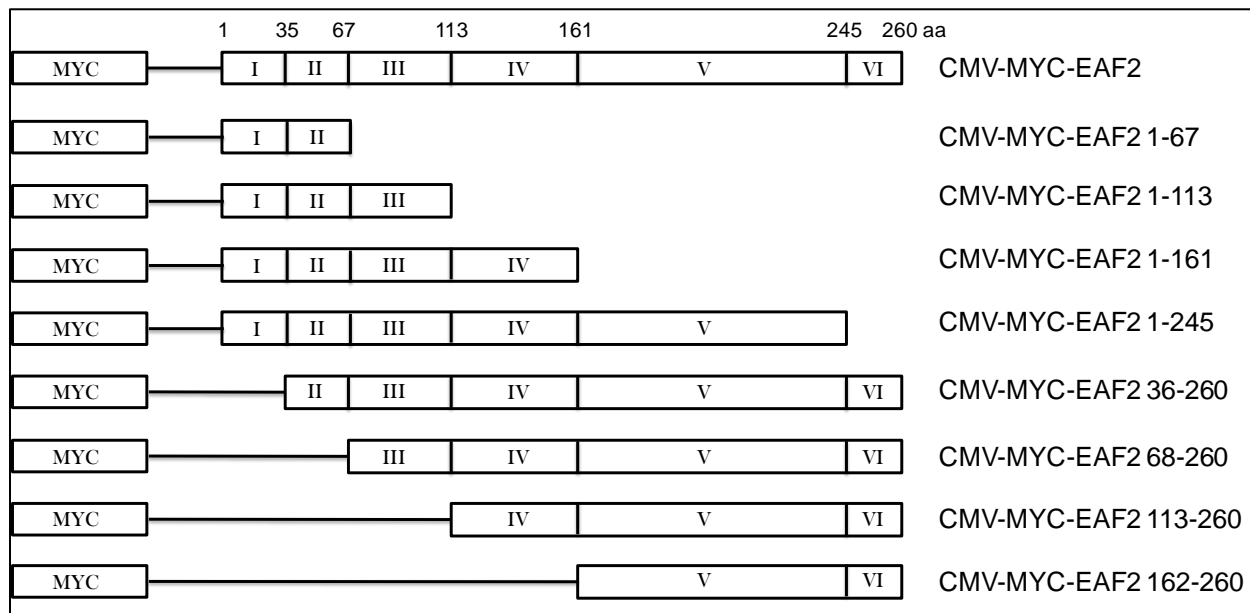 1 35 67 113 161 245 260 aa
MYC I II III IV V VI CMV-MYC-EAF2
MYC I II CMV-MYC-EAF2 1-67
MYC I II III CMV-MYC-EAF2 1-113
MYC I II III IV CMV-MYC-EAF2 1-161
MYC I II III IV V CMV-MYC-EAF2 1-245
MYC II III IV V VI CMV-MYC-EAF2 36-260
MYC III IV V VI CMV-MYC-EAF2 68-260
MYC IV V VI CMV-MYC-EAF2 113-260
MYC V VI CMV-MYC-EAF2 162-260